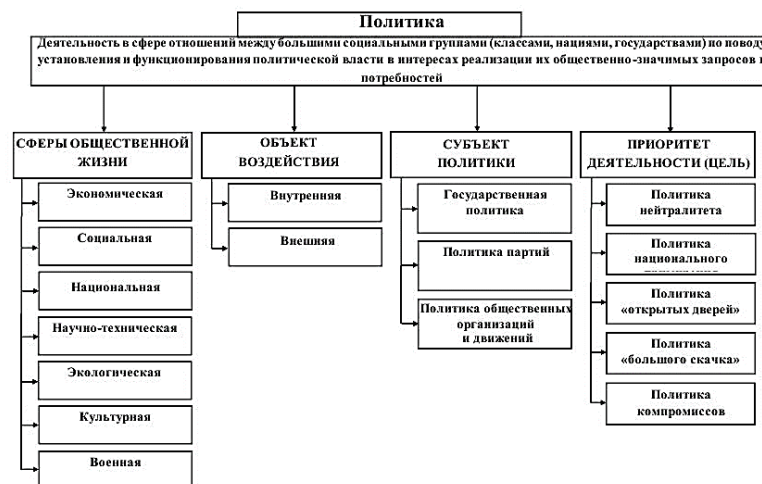 Политика
Деятельность в сфере отношений между большими социальными группами (классами, нациями, государствами) по поводу
установления и функционирования политической власти в интересах реализации их общественно-значимых запросов и
потребностей
СФЕРЫ ОБЩЕСТВЕННОЙ
ЖИЗНИ
Экономическая
Социальная
Национальная
Научно-техническая
Экологическая
Культурная
Военная
ОБЪЕКТ
ВОЗДЕЙСТВИЯ
Внутренняя
Внешняя
СУБЪЕКТ
ПОЛИТИКИ
Государственная
политика
Политика партий
Политика общественных
организаций
и движений
ПРИОРИТЕТ
ДЕЯТЕЛЬНОСТИ (ЦЕЛЬ)
Политика
нейтралитета
Политика
национального
Политика
«открытых дверей»
Политика
«большого скачка»
Политика
компромиссов